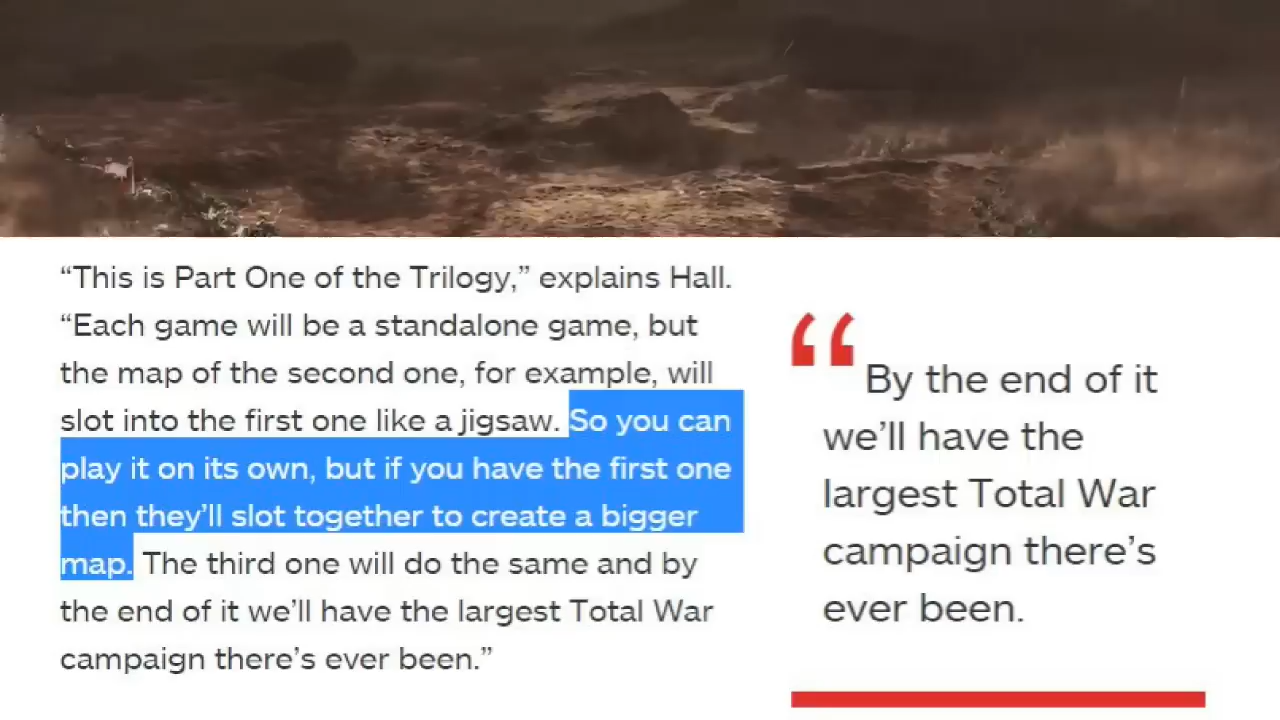 “This is Part One of the Trilogy,” explains Hall.
“Each game will be a standalone game, but
the map of the second one, for example, will
slot into the first one like a jigsaw. So you can
play it on its own, but if you have the first one
then they’ll slot together to create a bigger
map. The third one will do the same and by
the end of it we’ll have the largest Total War
campaign there’s ever been.”
“ By the end of it
we’ll have the
largest Total War
campaign there’s
ever been.